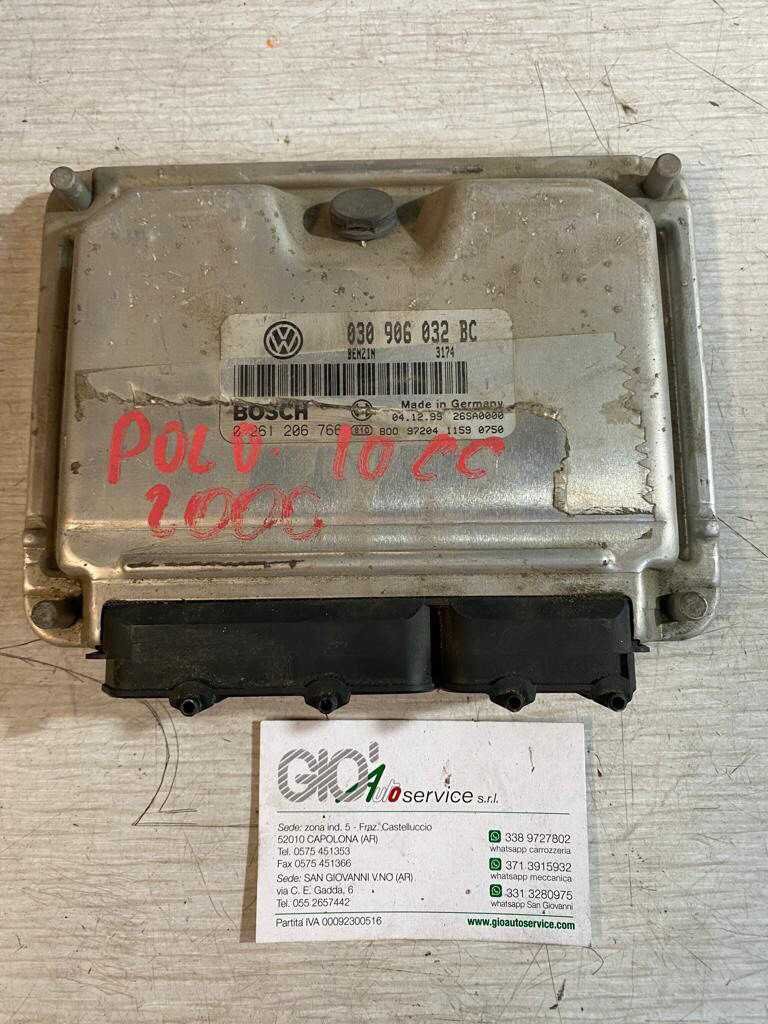 030 906 032 BC
BENZIN 3174
BOSCH Made in Germany
04.12.99 26SA0000
0 261 206 766 010 B00 97204 1159 0750
POLO 10 CC
2000
GIO' Auto service s.r.l.
Sede: zona ind. 5 - Fraz. Castelluccio
52010 CAPOLONA (AR)
Tel. 0575 451353
Fax 0575 451366
Sede: SAN GIOVANNI V.NO (AR)
via C. E. Gadda, 6
Tel. 055 2657442
Partita IVA 00092300516
338 9727802
whatsapp carrozzeria
371 3915932
whatsapp meccanica
331 3280975
whatsapp San Giovanni
www.gioautoservice.com